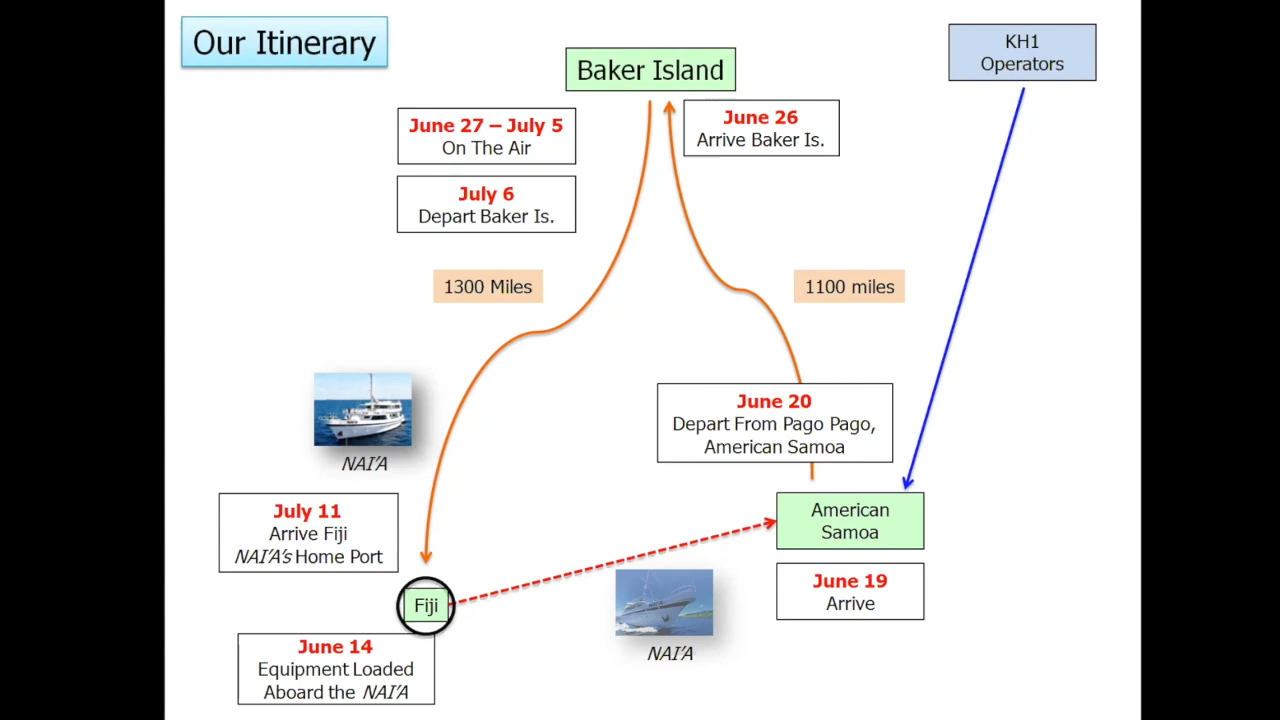 Our Itinerary
KH1
Operators
Baker Island
June 27 – July 5
On The Air
June 26
Arrive Baker Is.
July 6
Depart Baker Is.
1300 Miles
1100 miles
NAI'A
June 20
Depart From Pago Pago,
American Samoa
July 11
Arrive Fiji
NAI'A's Home Port
American
Samoa
June 19
Arrive
Fiji
NAI'A
June 14
Equipment Loaded
Aboard the NAI'A